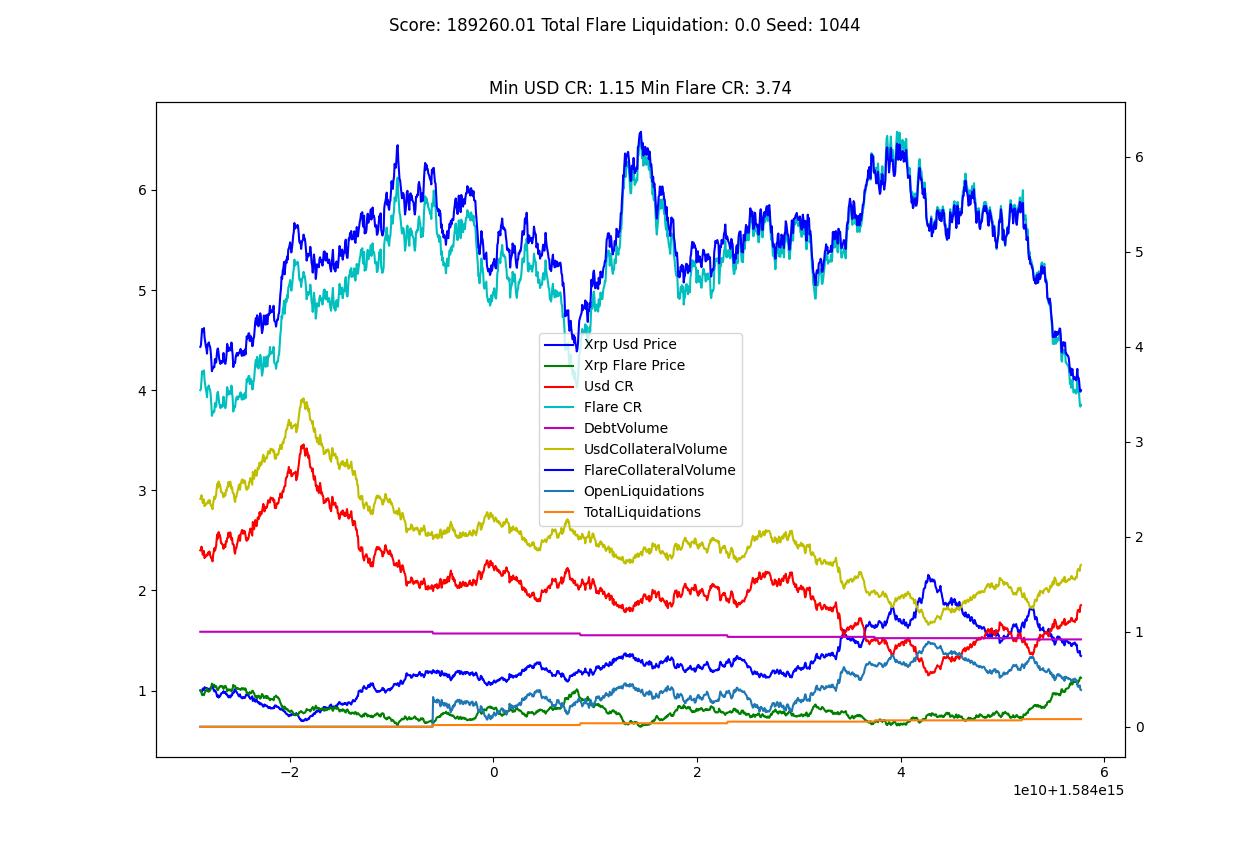 Score: 189260.01 Total Flare Liquidation: 0.0 Seed: 1044
Min USD CR: 1.15 Min Flare CR: 3.74
6
5
4
3
2
1
6
5
4
3
2
1
0
Xrp Usd Price
Xrp Flare Price
Usd CR
Flare CR
DebtVolume
UsdCollateralVolume
FlareCollateralVolume
OpenLiquidations
TotalLiquidations
−2 0 2 4 6
1e10+1.584e15